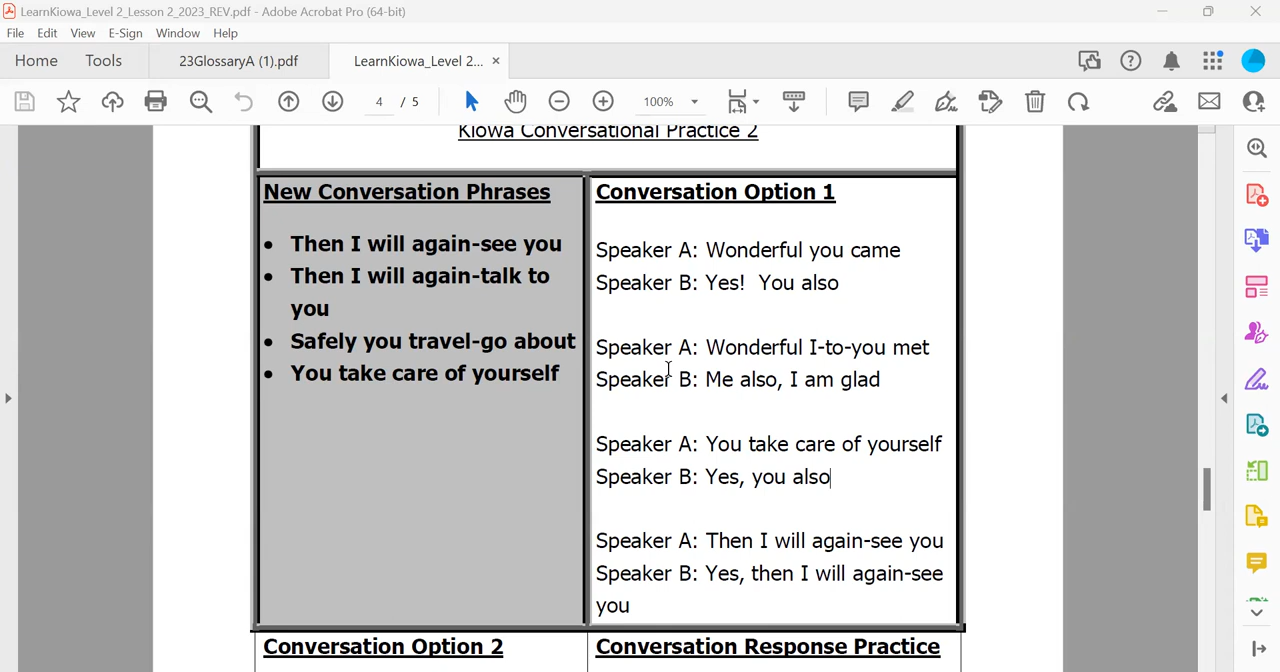 LearnKiowa_Level 2_Lesson 2_2023_REV.pdf - Adobe Acrobat Pro (64-bit)
File Edit View E-Sign Window Help
Home Tools 23GlossaryA (1).pdf LearnKiowa_Level 2... ×
4 / 5 100%
Kiowa Conversational Practice 2
New Conversation Phrases
• Then I will again-see you
• Then I will again-talk to
you
• Safely you travel-go about
• You take care of yourself
Conversation Option 1
Speaker A: Wonderful you came
Speaker B: Yes!  You also
Speaker A: Wonderful I-to-you met
Speaker B: Me also, I am glad
Speaker A: You take care of yourself
Speaker B: Yes, you also
Speaker A: Then I will again-see you
Speaker B: Yes, then I will again-see
you
Conversation Option 2
Conversation Response Practice